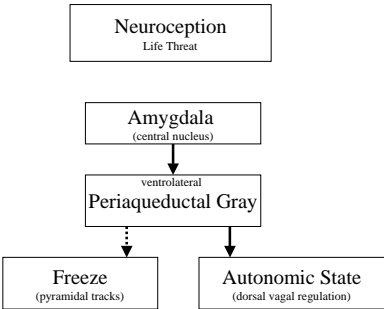 Neuroception
Life Threat
Amygdala
(central nucleus)
ventrolateral
Periaqueductal Gray
Freeze
(pyramidal tracks)
Autonomic State
(dorsal vagal regulation)